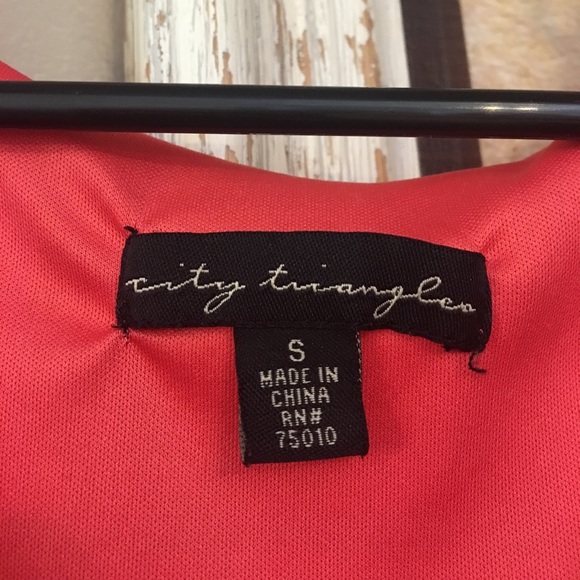 city triangles
S
MADE IN
CHINA
RN#
75010